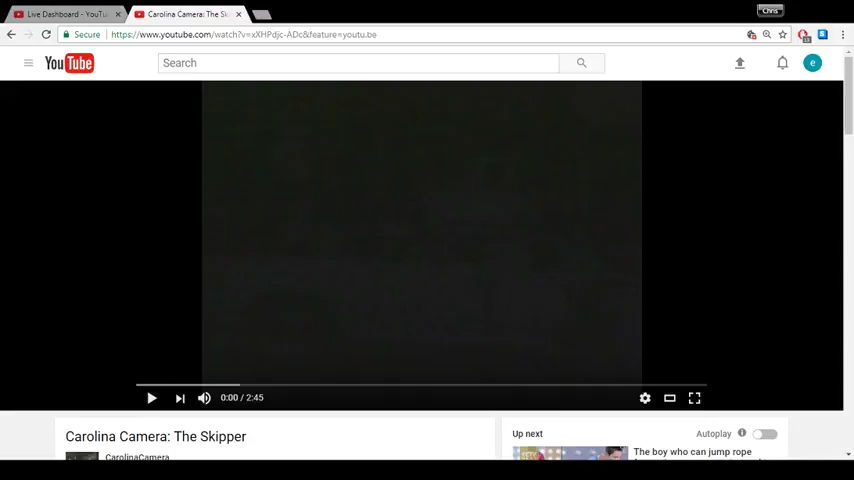 Live Dashboard - YouTu
Carolina Camera: The Sk
Chris
Secure
https://www.youtube.com/watch?v=xXHPdjc-ADc&feature=youtu.be
YouTube
Search
e
0:00 / 2:45
Carolina Camera: The Skipper
Up next
Autoplay
CarolinaCamera
The boy who can jump rope